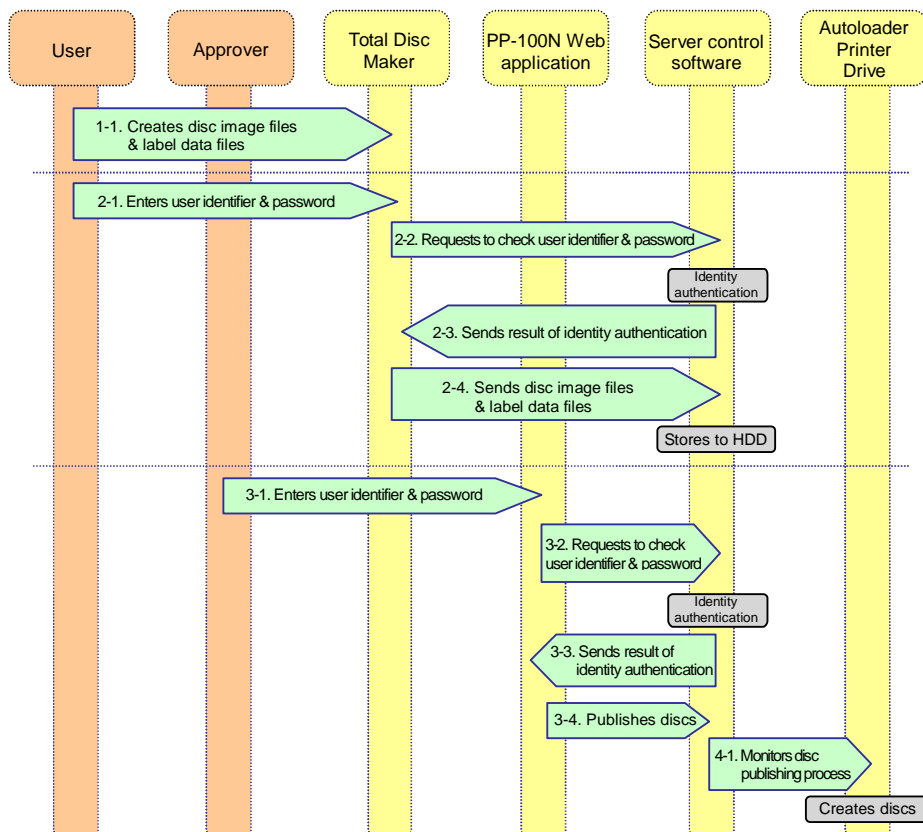 User
Approver
Total Disc
Maker
PP-100N Web
application
Server control
software
Autoloader
Printer
Drive
1-1. Creates disc image files
& label data files
2-1. Enters user identifier & password
2-2. Requests to check user identifier & password
Identity
authentication
2-3. Sends result of identity authentication
2-4. Sends disc image files
& label data files
Stores to HDD
3-1. Enters user identifier & password
3-2. Requests to check
user identifier & password
Identity
authentication
3-3. Sends result of
identity authentication
3-4. Publishes discs
4-1. Monitors disc
publishing process
Creates discs